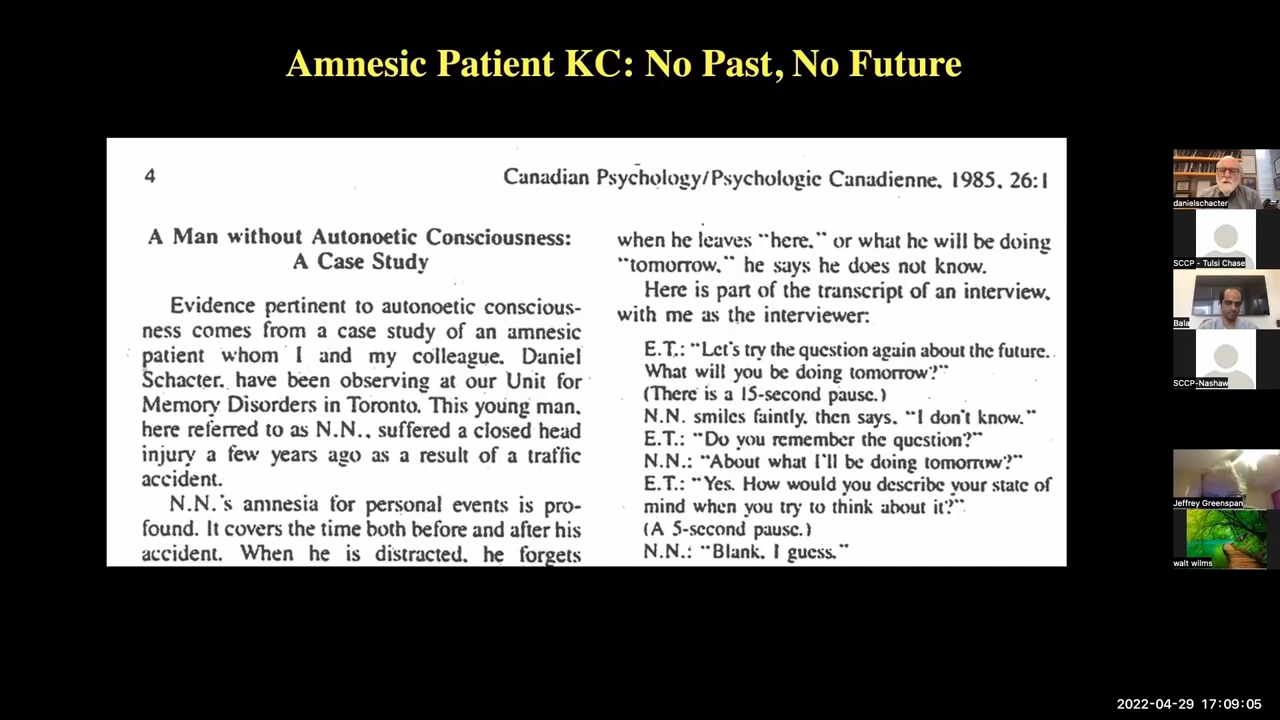 Amnesic Patient KC: No Past, No Future
4
Canadian Psychology/Psychologic Canadienne, 1985, 26:1
A Man without Autonoetic Consciousness:
A Case Study
Evidence pertinent to autonoetic conscious-
ness comes from a case study of an amnesic
patient whom I and my colleague, Daniel
Schacter, have been observing at our Unit for
Memory Disorders in Toronto. This young man,
here referred to as N.N., suffered a closed head
injury a few years ago as a result of a traffic
accident.
N.N.'s amnesia for personal events is pro-
found. It covers the time both before and after his
accident. When he is distracted, he forgets
when he leaves "here," or what he will be doing
"tomorrow," he says he does not know.
Here is part of the transcript of an interview,
with me as the interviewer:
E.T.: "Let's try the question again about the future.
What will you be doing tomorrow?"
(There is a 15-second pause.)
N.N. smiles faintly, then says, "I don't know."
E.T.: "Do you remember the question?"
N.N.: "About what I'll be doing tomorrow?"
E.T.: "Yes. How would you describe your state of
mind when you try to think about it?"
(A 5-second pause.)
N.N.: "Blank, I guess."
danielschacter
SCCP - Tulsi Chase
Bala
SCCP-Nashaw
Jeffrey Greenspan
walt wilms
2022-04-29 17:09:05